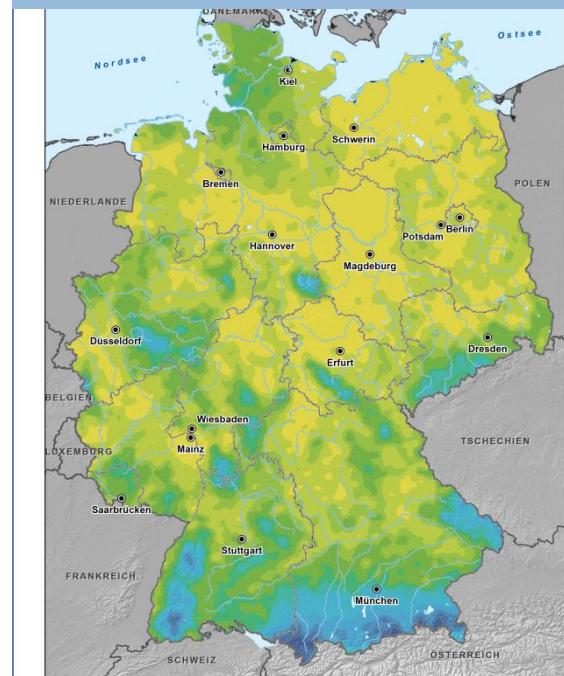 DÄNEMARK
Nordsee
Ostsee
Kiel
Schwerin
Hamburg
Bremen
NIEDERLANDE
POLEN
Potsdam
Berlin
Hannover
Magdeburg
Düsseldorf
Erfurt
Dresden
BELGIEN
Wiesbaden
Mainz
TSCHECHIEN
LUXEMBURG
Saarbrücken
Stuttgart
FRANKREICH
München
SCHWEIZ
ÖSTERREICH